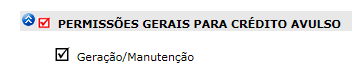 PERMISSÕES GERAIS PARA CRÉDITO AVULSO
Geração/Manutenção